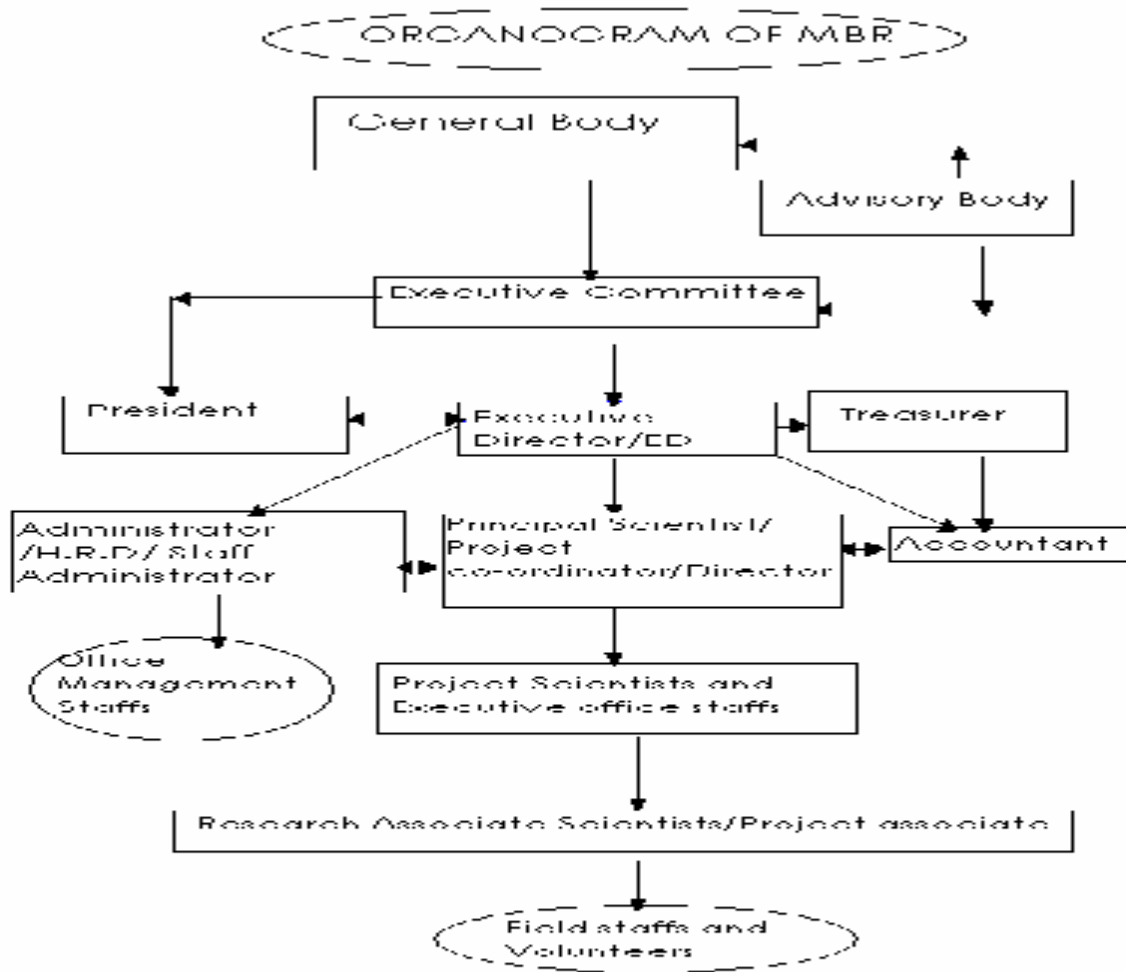 ORGANOGRAM OF MBR
General Body
Advisory Body
Executive Committee
President
Executive
Director/ED
Treasurer
Administrator
/H.R.D/ Staff
Administrator
Principal Scientist/
Project
co-ordinator/Director
Accountant
Office
Management
Staffs
Project Scientists and
Executive office staffs
Research Associate Scientists/Project associate
Field staffs and
Volunteers